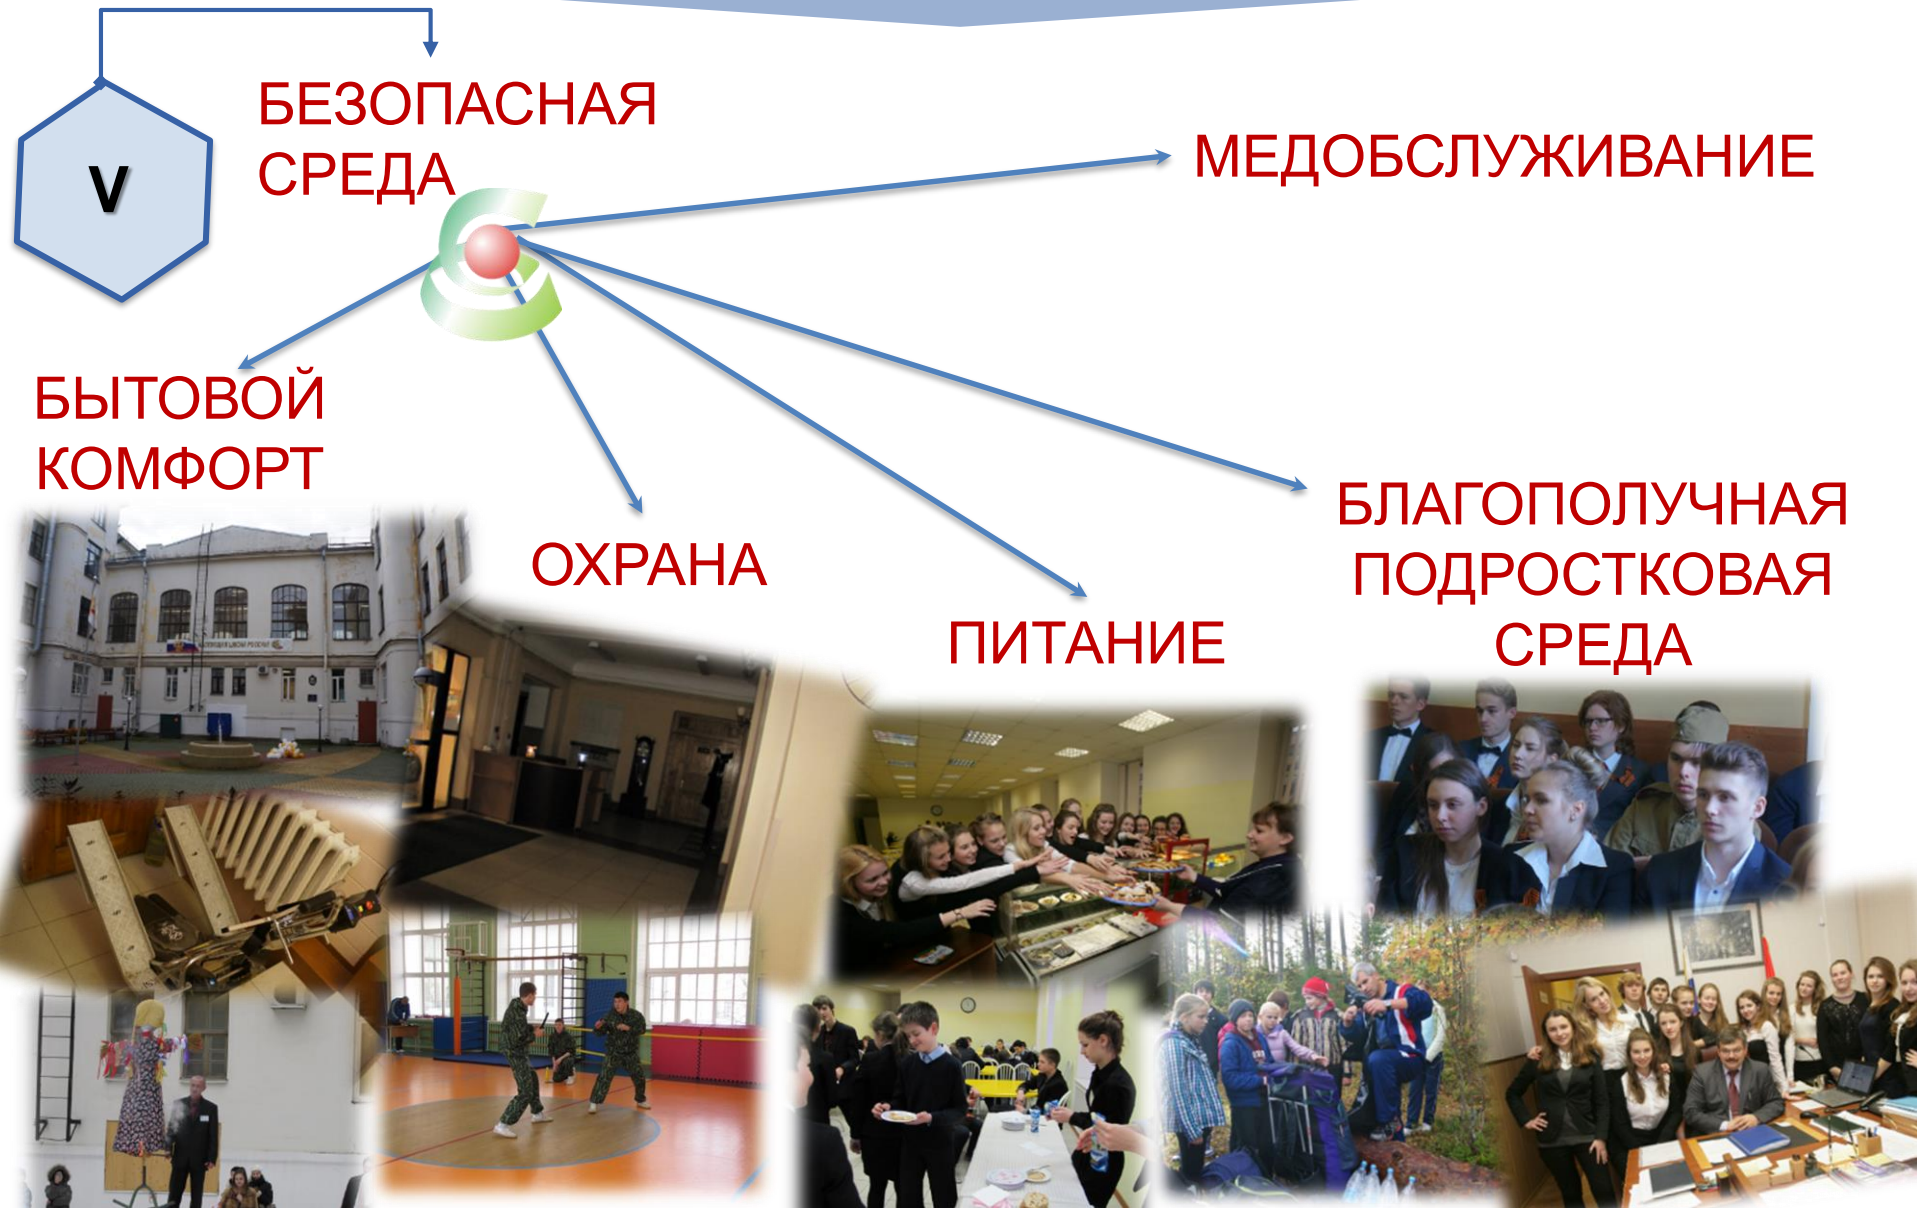 V
БЕЗОПАСНАЯ
СРЕДА
МЕДОБСЛУЖИВАНИЕ
БЫТОВОЙ
КОМФОРТ
ОХРАНА
ПИТАНИЕ
БЛАГОПОЛУЧНАЯ
ПОДРОСТКОВАЯ
СРЕДА